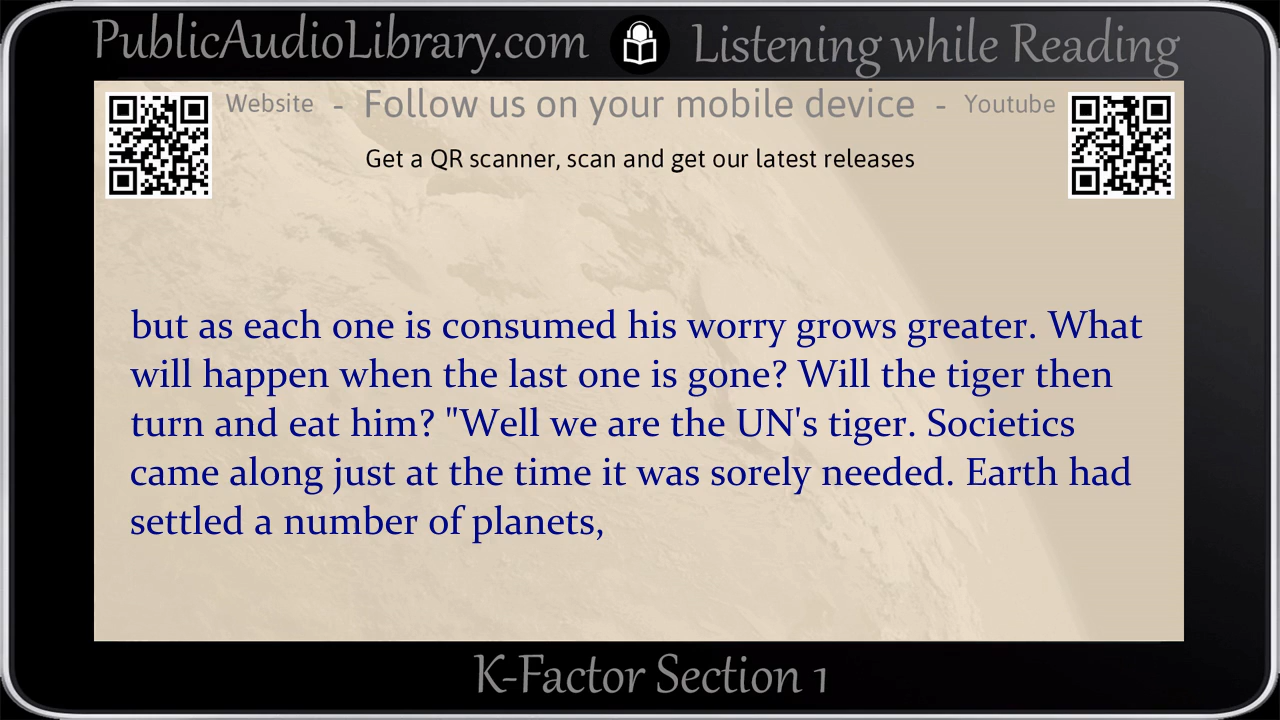 PublicAudioLibrary.com Listening while Reading
Website - Follow us on your mobile device - Youtube
Get a QR scanner, scan and get our latest releases
but as each one is consumed his worry grows greater. What
will happen when the last one is gone? Will the tiger then
turn and eat him? "Well we are the UN's tiger. Societics
came along just at the time it was sorely needed. Earth had
settled a number of planets,
K-Factor Section 1